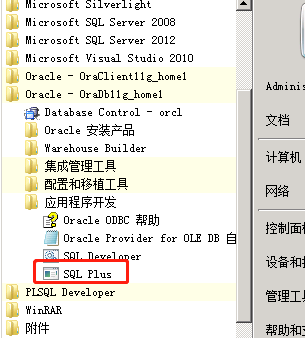 Microsoft Silverlight
Microsoft SQL Server 2008
Microsoft SQL Server 2012
Microsoft Visual Studio 2010
Oracle - OraClient11g_home1
Oracle - OraDb11g_home1
Database Control - orcl
Oracle 安装产品
Warehouse Builder
集成管理工具
配置和移植工具
应用程序开发
Oracle ODBC 帮助
Oracle Provider for OLE DB 自
SQL Developer
SQL Plus
PLSQL Developer
WinRAR
附件
Adminis
文档
计算机
网络
控制面
设备和
管理工
帮助和